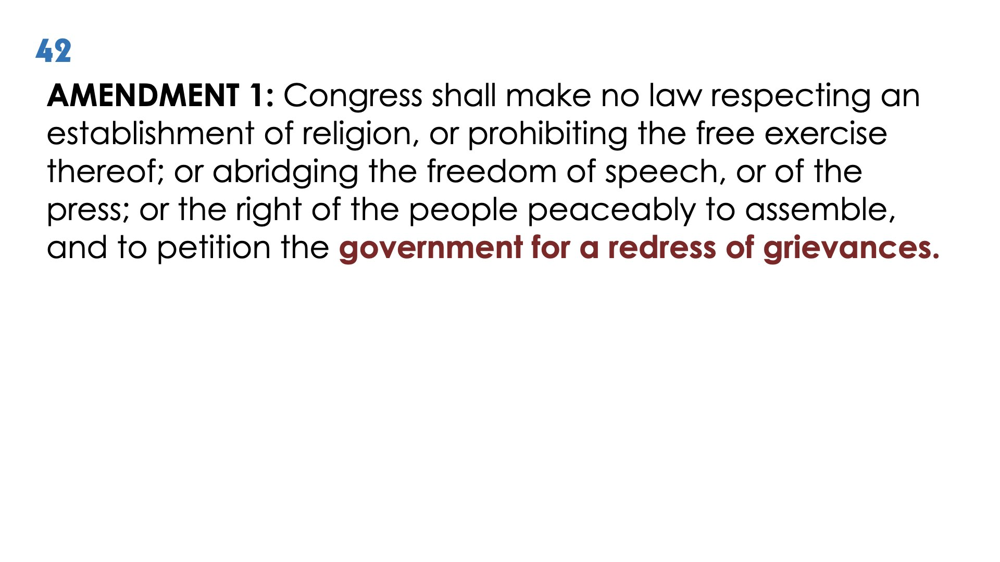 42
AMENDMENT 1: Congress shall make no law respecting an
establishment of religion, or prohibiting the free exercise
thereof; or abridging the freedom of speech, or of the
press; or the right of the people peaceably to assemble,
and to petition the government for a redress of grievances.